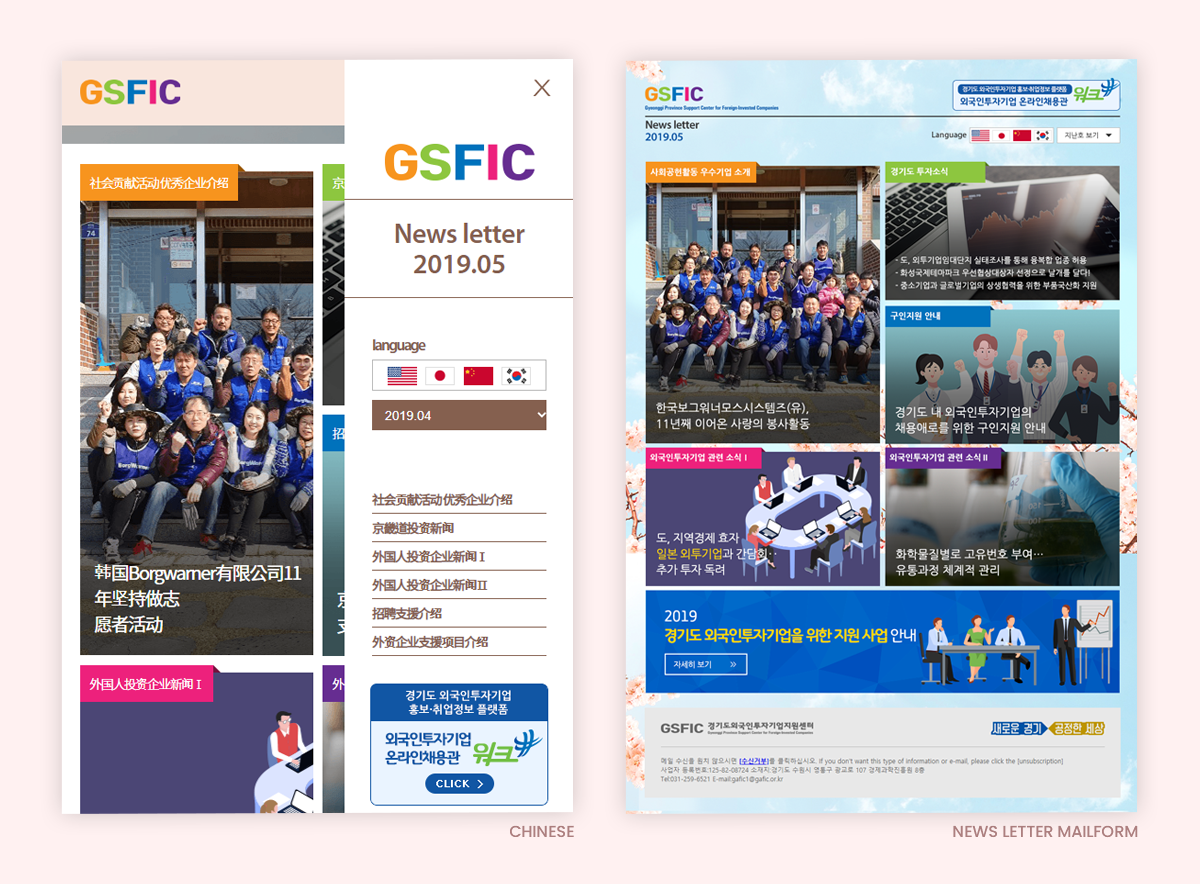 GSFIC
社会贡献活动优秀企业介绍
京
74
BorgWarner
韩国Borgwarner有限公司11
年坚持做志
愿者活动
招
京
支
外国人投资企业新闻 I
外
GSFIC
News letter
2019.05
language
2019.04
社会贡献活动优秀企业介绍
京畿道投资新闻
外国人投资企业新闻 I
外国人投资企业新闻II
招聘支援介绍
外资企业支援项目介绍
경기도 외국인투자기업
홍보·취업정보 플랫폼
외국인투자기업
온라인채용관
워크
CLICK
CHINESE
GSFIC
Gyeonggi Province Support Center for Foreign-Invested Companies
경기도 외국인투자기업 홍보·취업정보 플랫폼
외국인투자기업 온라인채용관
워크
News letter
2019.05
Language
지난호 보기
사회공헌활동 우수기업 소개
74
한국보그워너모스시스템즈(유),
11년째 이어온 사랑의 봉사활동
경기도 투자소식
- 도, 외투기업임대단지 실태조사를 통해 융복합 업종 허용
- 화성국제테마파크 우선협상대상자 선정으로 날개를 달다!
- 중소기업과 글로벌기업의 상생협력을 위한 부품국산화 지원
구인지원 안내
경기도 내 외국인투자기업의
채용애로를 위한 구인지원 안내
외국인투자기업 관련 소식 I
도, 지역경제 효자
일본 외투기업과 간담회··
추가 투자 독려
외국인투자기업 관련 소식 II
화학물질별로 고유번호 부여…
유통과정 체계적 관리
2019
경기도 외국인투자기업을 위한 지원 사업 안내
자세히 보기 »
GSFIC 경기도외국인투자기업지원센터
Gyeonggi Province Support Center for Foreign-Invested Companies
새로운 경기 공정한 세상
메일 수신을 원치 않으시면 [수신거부]를 클릭하십시오. If you don't want this type of information or e-mail, please click the [unsubscription]
사업자 등록번호:125-82-08724 소재지:경기도 수원시 영통구 광교로 107 경제과학진흥원 8층
Tel:031-259-6521 E-mail:gafic1@gafic.or.kr
NEWS LETTER MAILFORM